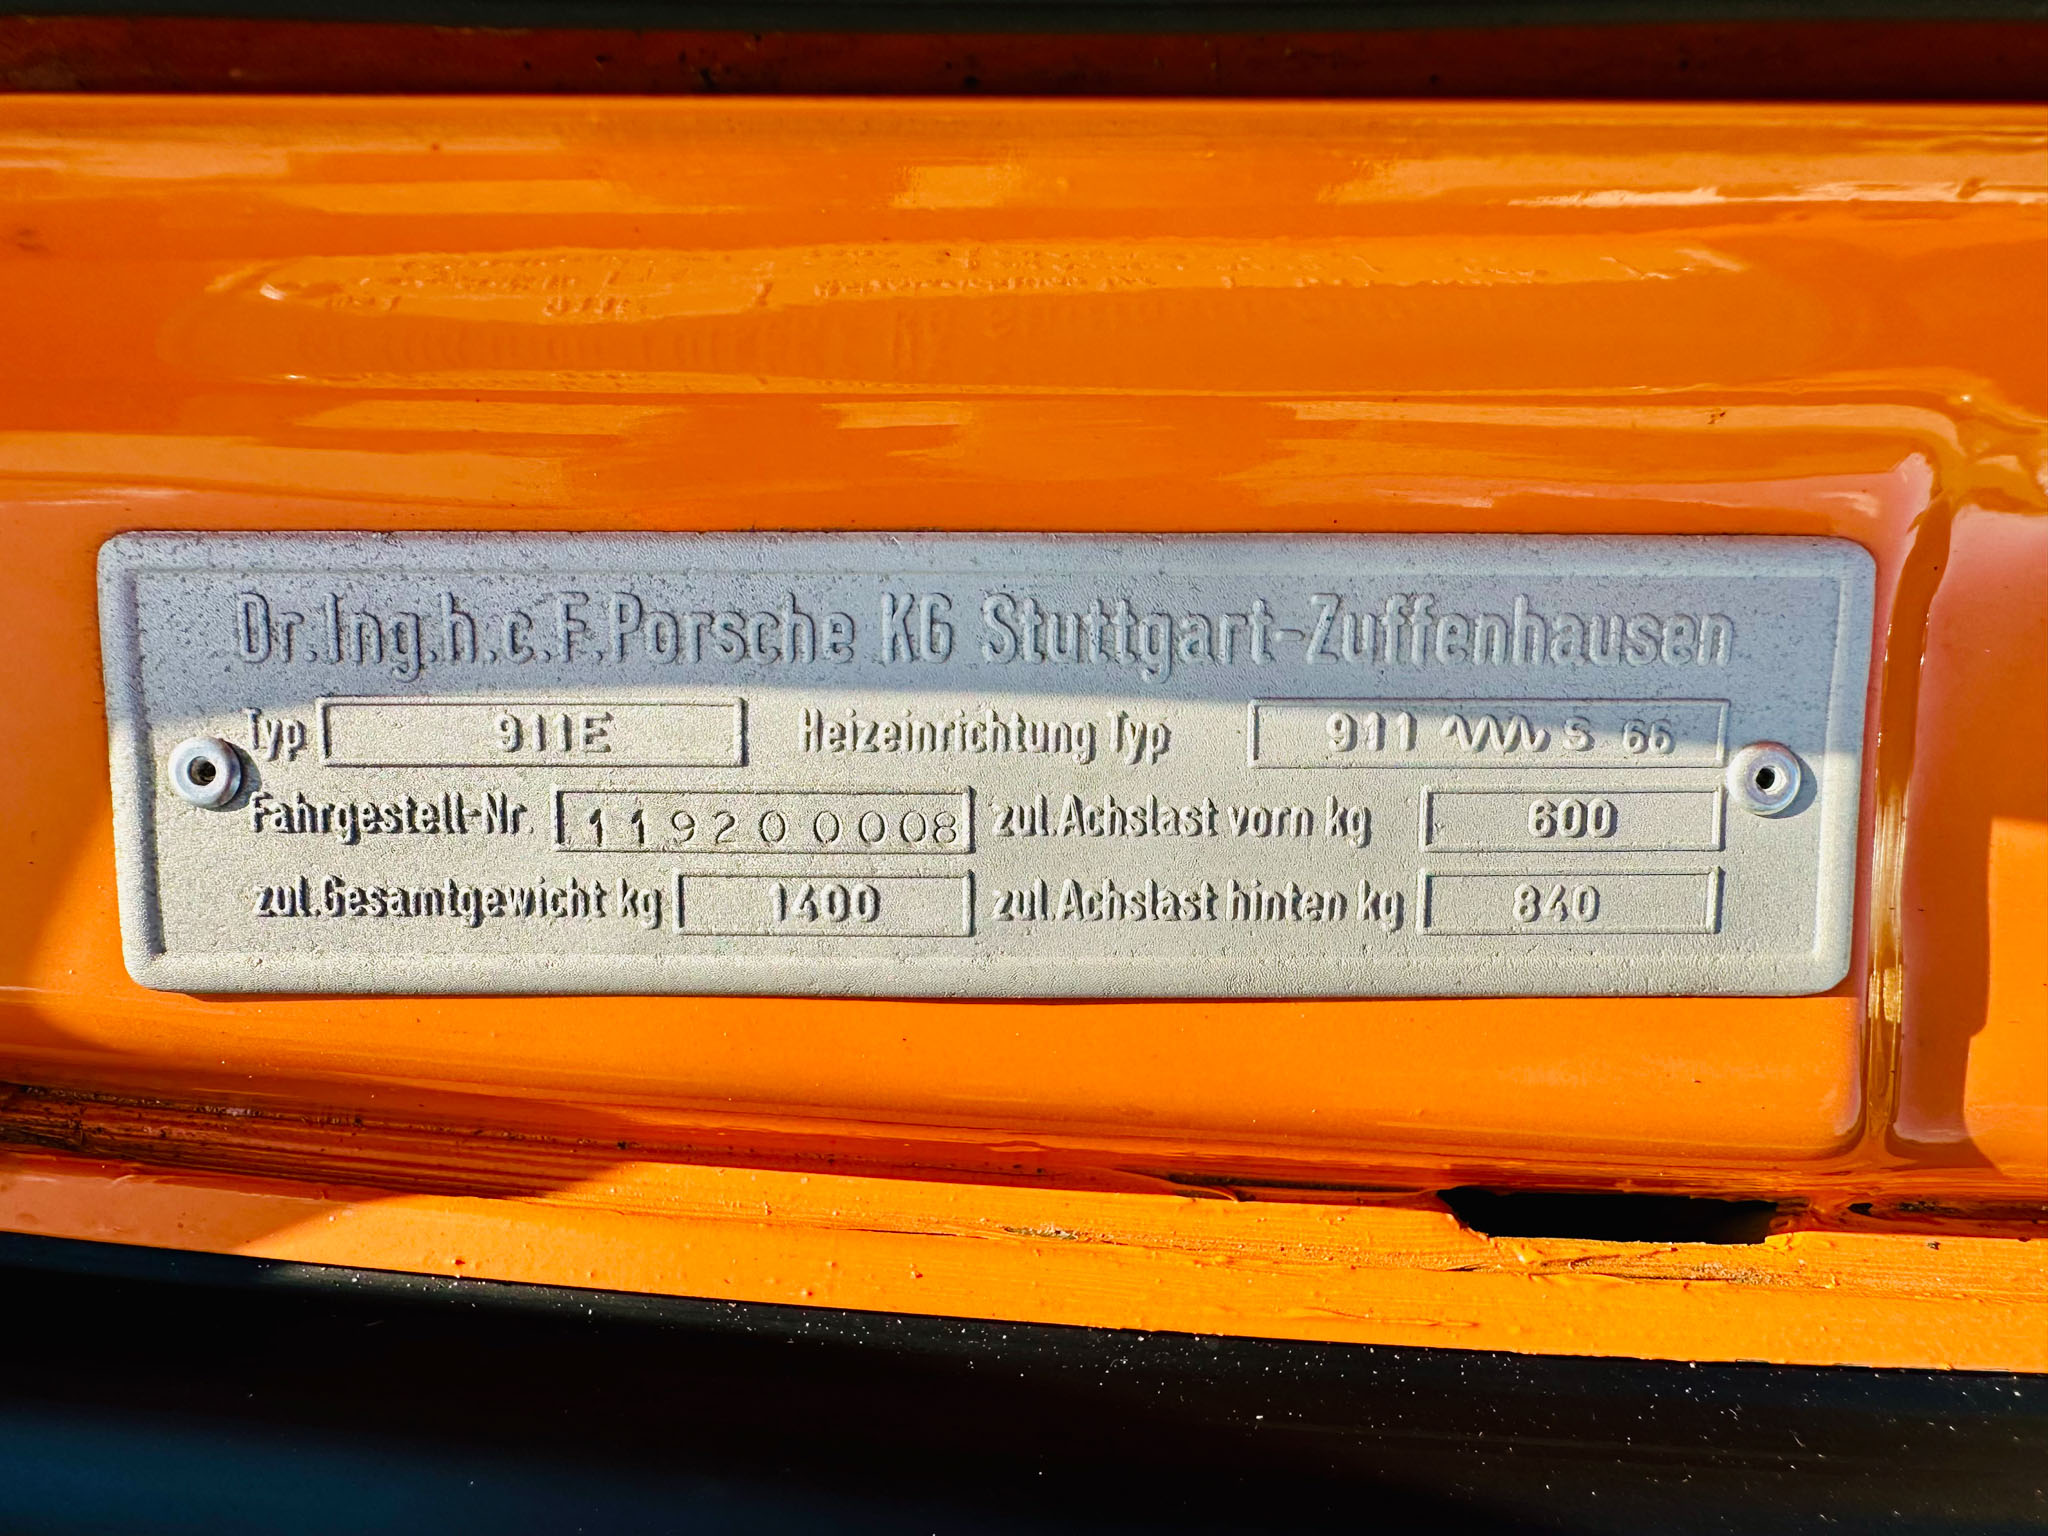 Dr.Ing.h.c.F.Porsche KG Stuttgart-Zuffenhausen
Typ 911E Heizeinrichtung Typ 911 S 66
Fahrgestell-Nr. 119200008 zul.Achslast vorn kg 600
zul.Gesamtgewicht kg 1400 zul.Achslast hinten kg 840